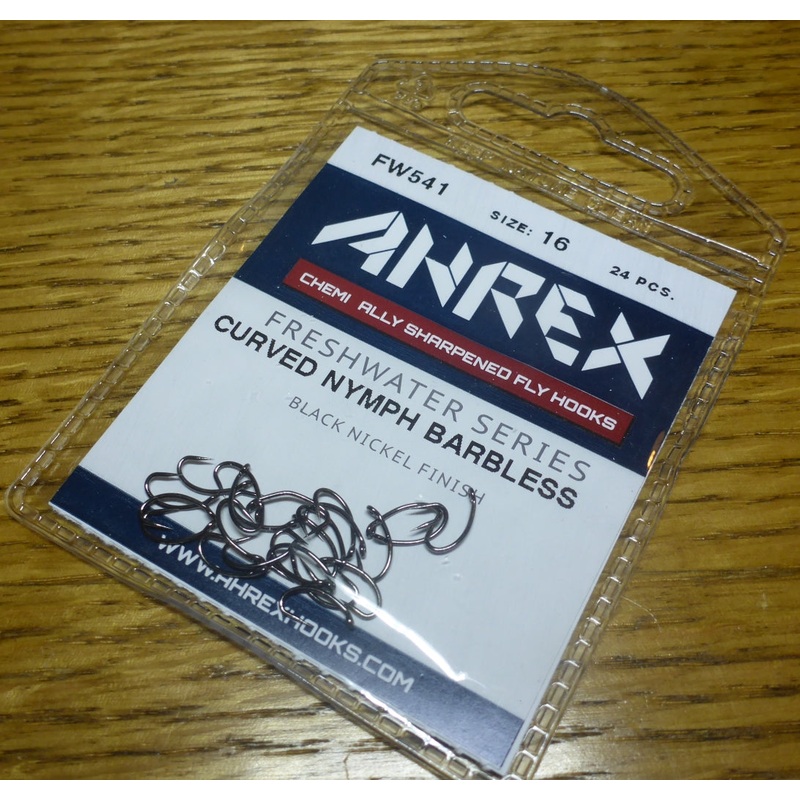 FW541 SIZE: 16 24 PCS.
AHREX
CHEMI ALLY SHARPENED FLY HOOKS
FRESHWATER SERIES
CURVED NYMPH BARBLESS
BLACK NICKEL FINISH
WWW.AHREXHOOKS.COM